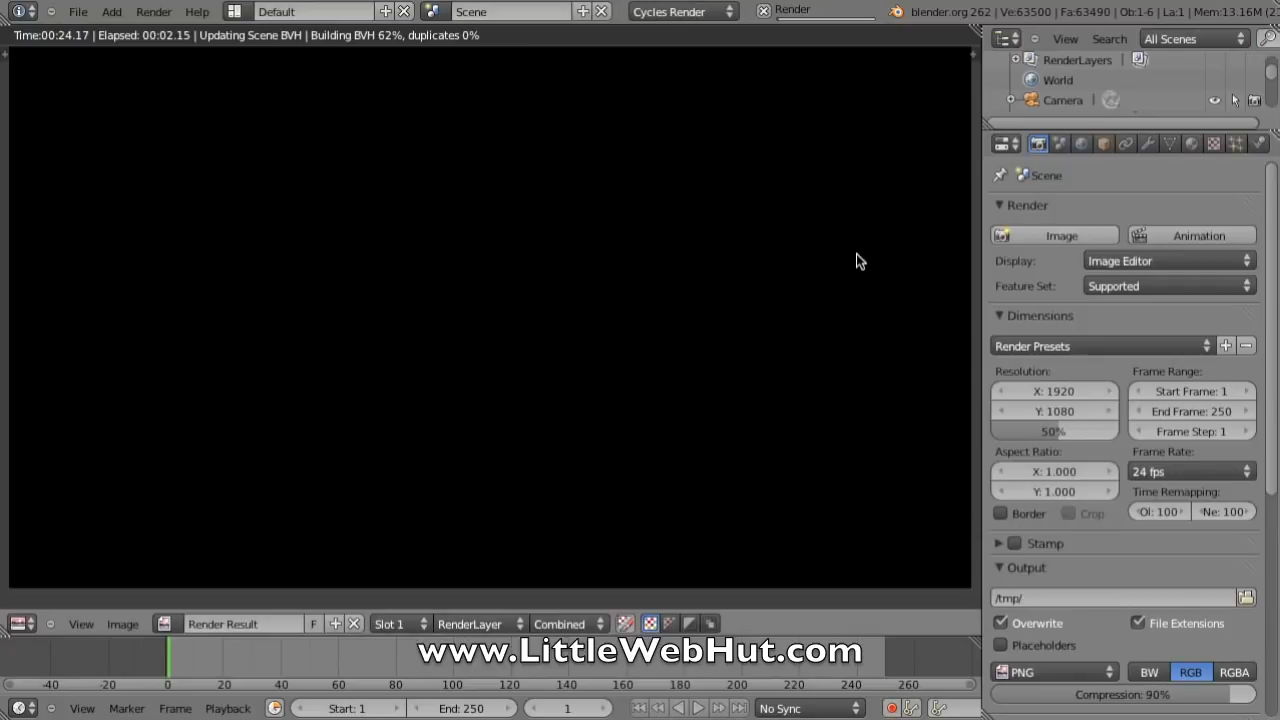 File Add Render Help Default Scene Cycles Render Render blender.org 262 | Ve:63500 | Fa:63490 | Ob:1-6 | La:1 | Mem:13.16M
Time:00:24.17 | Elapsed: 00:02.15 | Updating Scene BVH | Building BVH 62%, duplicates 0%
View Search All Scenes
RenderLayers |
World
Camera |
Scene
Render
Image Animation
Display: Image Editor
Feature Set: Supported
Dimensions
Render Presets
Resolution: Frame Range:
X: 1920 Start Frame: 1
Y: 1080 End Frame: 250
50% Frame Step: 1
Aspect Ratio: Frame Rate:
X: 1.000 24 fps
Y: 1.000 Time Remapping:
Border Crop Ol: 100 Ne: 100
Stamp
Output
/tmp/
Overwrite File Extensions
Placeholders
PNG BW RGB RGBA
Compression: 90%
View Image Render Result F Slot 1 RenderLayer Combined
www.LittleWebHut.com
-40 -20 0 20 40 60 80 100 120 140 160 180 200 220 240 260
View Marker Frame Playback Start: 1 End: 250 1 No Sync